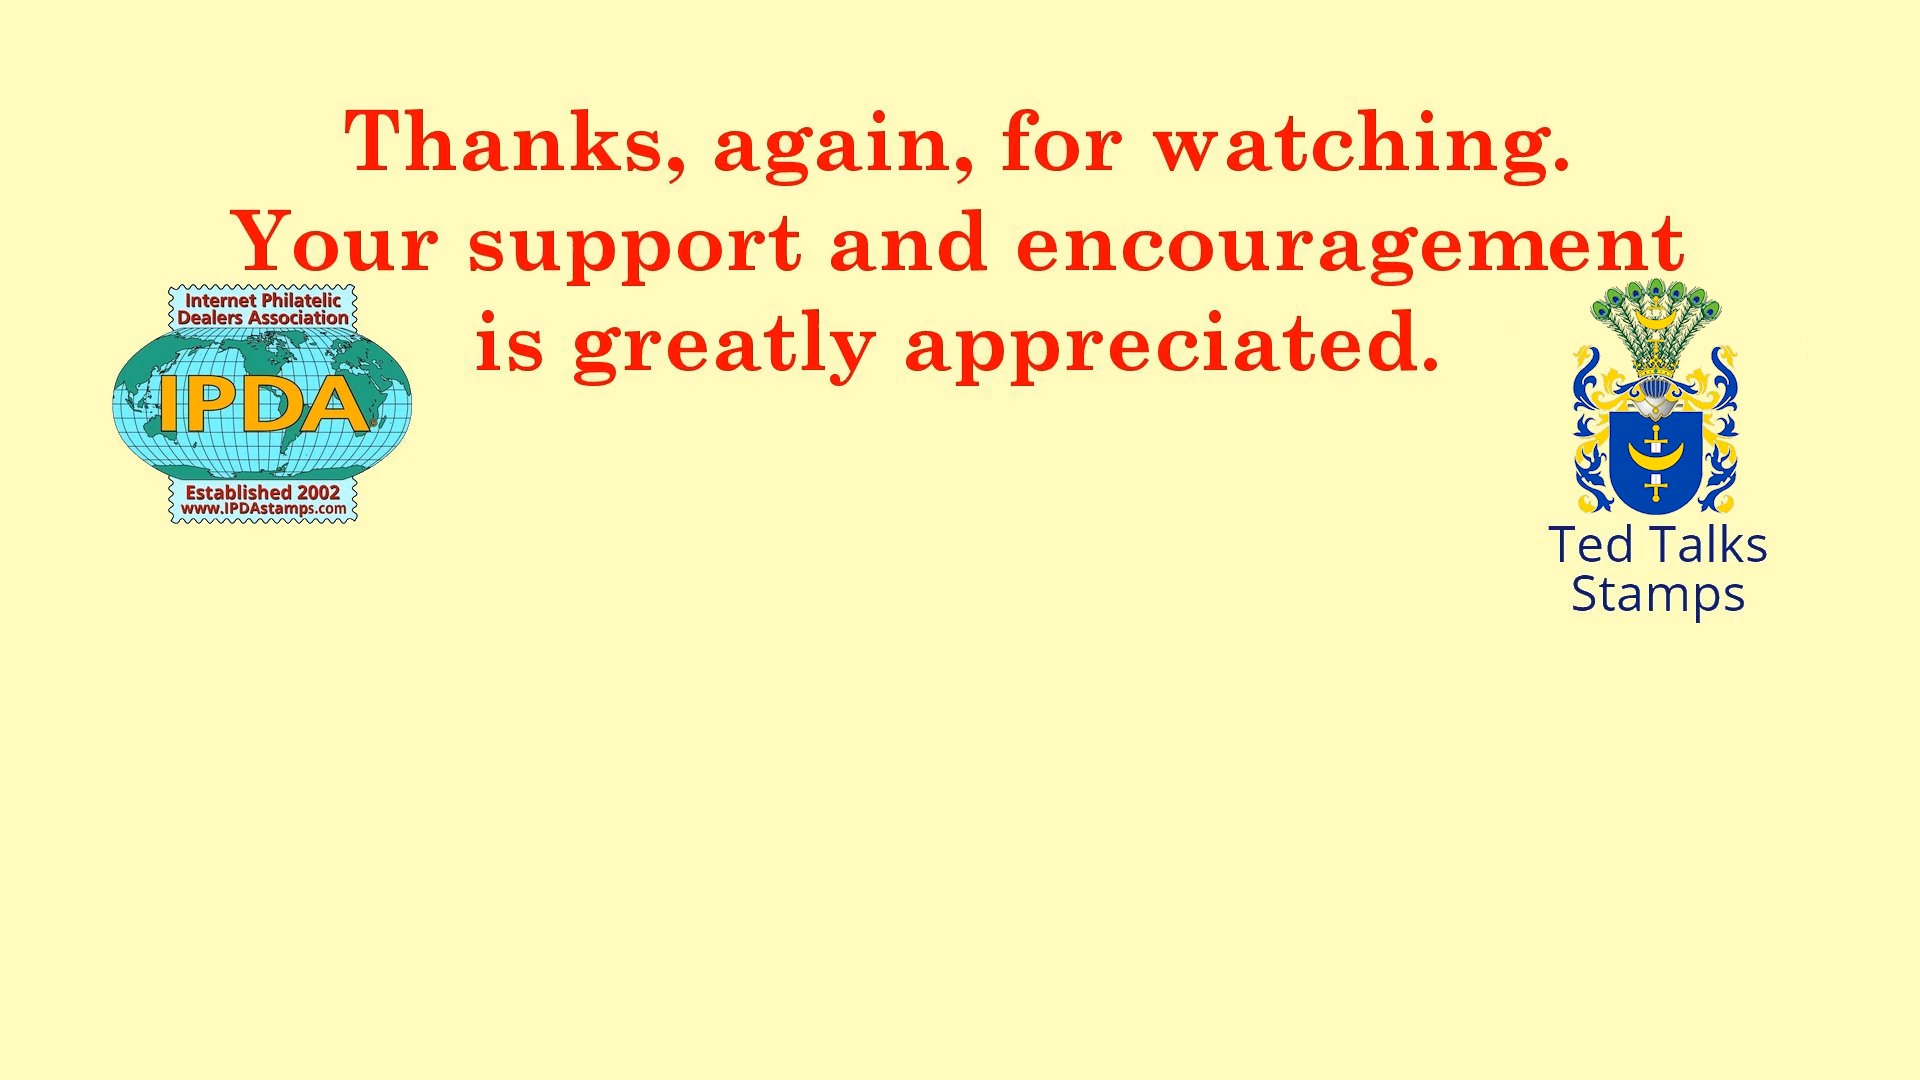 Thanks, again, for watching.
Your support and encouragement
is greatly appreciated.
Internet Philatelic
Dealers Association
IPDA
Established 2002
www.IPDAstamps.com
Ted Talks
Stamps